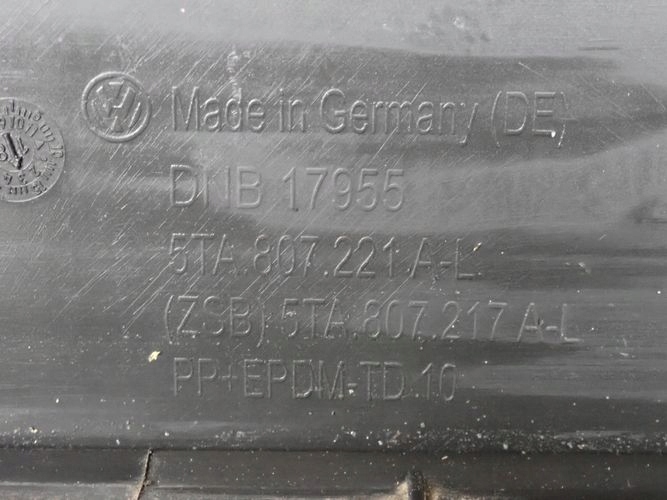 Made in Germany (DE)
DNB 17955
5TA.807.221 A-L
(ZSB) 5TA.807.217 A-L
PP+EPDM-TD 10